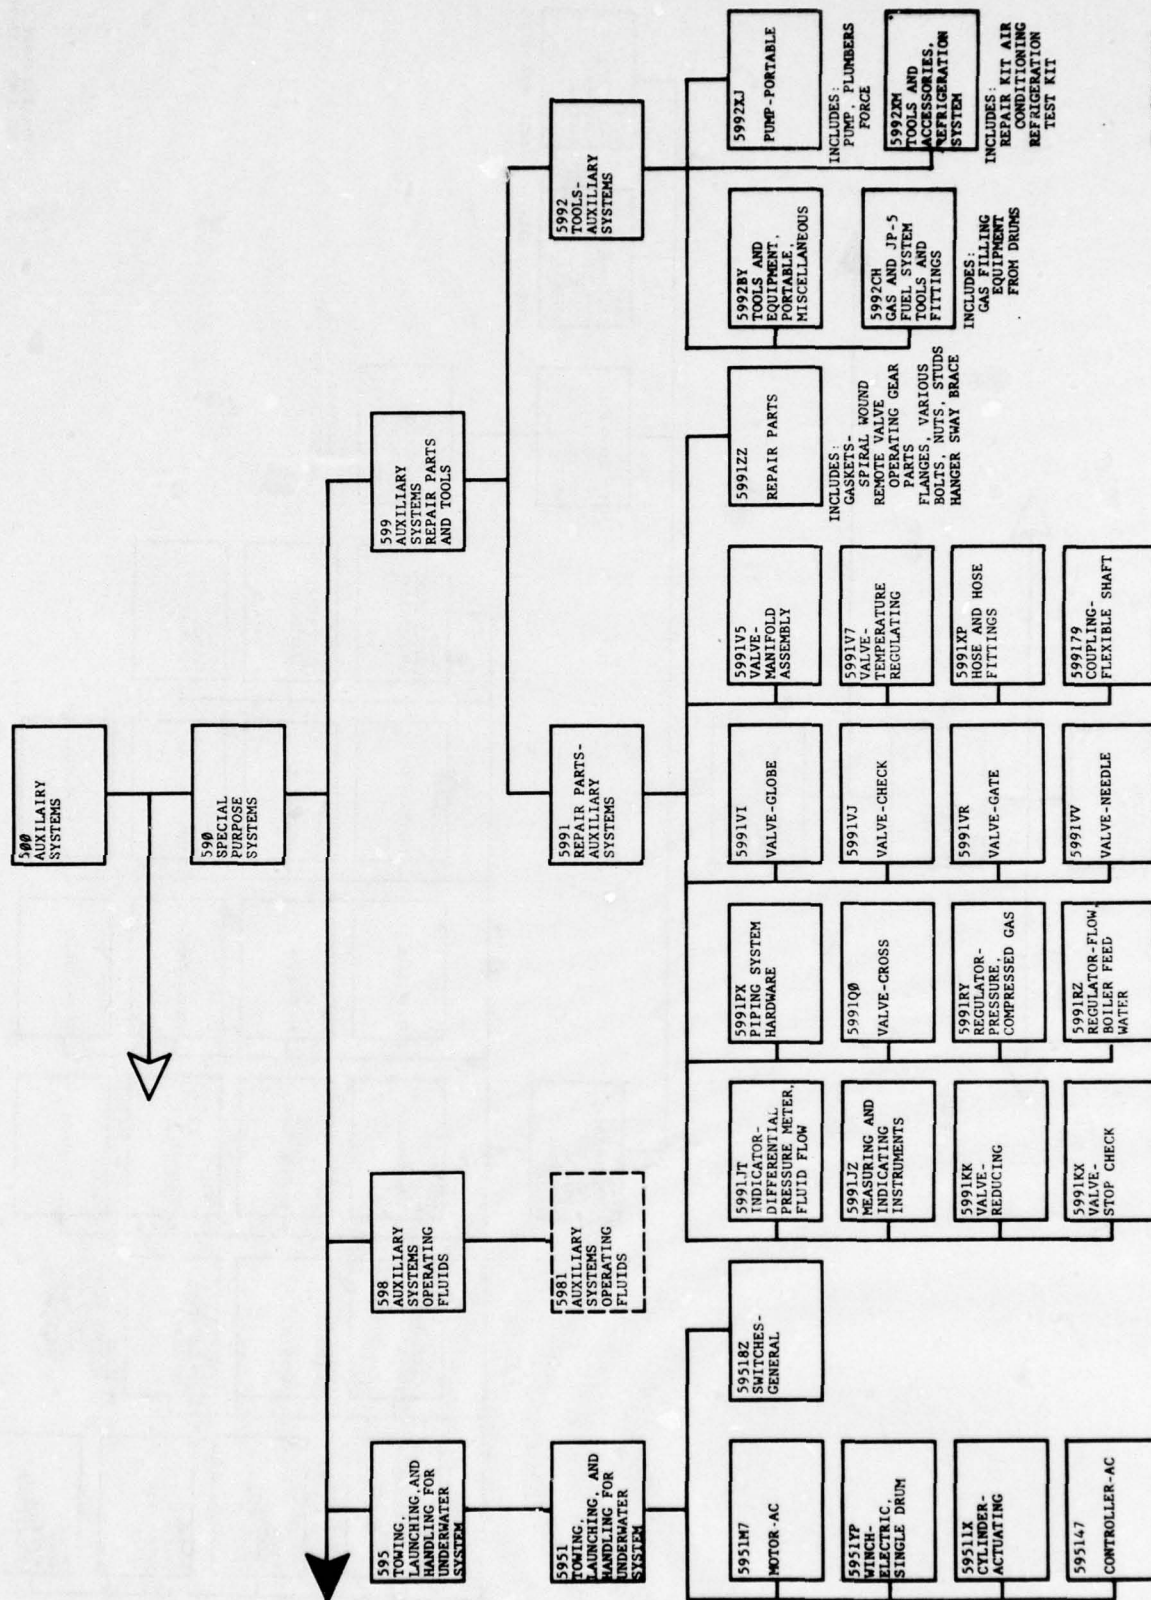 5ØØ
AUXILAIRY
SYSTEMS
59Ø
SPECIAL
PURPOSE
SYSTEMS
595
TOWING,
LAUNCHING, AND
HANDLING FOR
UNDERWATER
SYSTEM
598
AUXILIARY
SYSTEMS
OPERATING
FLUIDS
599
AUXILIARY
SYSTEMS
REPAIR PARTS
AND TOOLS
5951
TOWING,
LAUNCHING, AND
HANDLING FOR
UNDERWATER
SYSTEM
5981
AUXILIARY
SYSTEMS
OPERATING
FLUIDS
5991
REPAIR PARTS-
AUXILIARY
SYSTEMS
5992
TOOLS-
AUXILIARY
SYSTEMS
5951M7
MOTOR-AC
5951YP
WINCH-
ELECTRIC,
SINGLE DRUM
59511X
CYLINDER-
ACTUATING
595147
CONTROLLER-AC
59518Z
SWITCHES-
GENERAL
5991JT
INDICATOR-
DIFFERENTIAL
PRESSURE METER,
FLUID FLOW
5991JZ
MEASURING AND
INDICATING
INSTRUMENTS
5991KK
VALVE-
REDUCING
5991KX
VALVE-
STOP CHECK
5991PX
PIPING SYSTEM
HARDWARE
5991QØ
VALVE-CROSS
5991RY
REGULATOR-
PRESSURE,
COMPRESSED GAS
5991RZ
REGULATOR-FLOW,
BOILER FEED
WATER
5991VI
VALVE-GLOBE
5991VJ
VALVE-CHECK
5991VR
VALVE-GATE
5991VV
VALVE-NEEDLE
5991V5
VALVE-
MANIFOLD
ASSEMBLY
5991V7
VALVE-
TEMPERATURE
REGULATING
5991XP
HOSE AND HOSE
FITTINGS
599179
COUPLING-
FLEXIBLE SHAFT
5991ZZ
REPAIR PARTS
INCLUDES:
GASKETS-
SPIRAL WOUND
REMOTE VALVE
OPERATING GEAR
PARTS
FLANGES, VARIOUS
BOLTS, NUTS, STUDS
HANGER SWAY BRACE
5992BY
TOOLS AND
EQUIPMENT,
PORTABLE,
MISCELLANEOUS
5992CH
GAS AND JP-5
FUEL SYSTEM
TOOLS AND
FITTINGS
INCLUDES:
GAS FILLING
EQUIPMENT
FROM DRUMS
5992XJ
PUMP-PORTABLE
INCLUDES:
PUMP, PLUMBERS
FORCE
5992XM
TOOLS AND
ACCESSORIES,
REFRIGERATION
SYSTEM
INCLUDES:
REPAIR KIT AIR
CONDITIONING
REFRIGERATION
TEST KIT